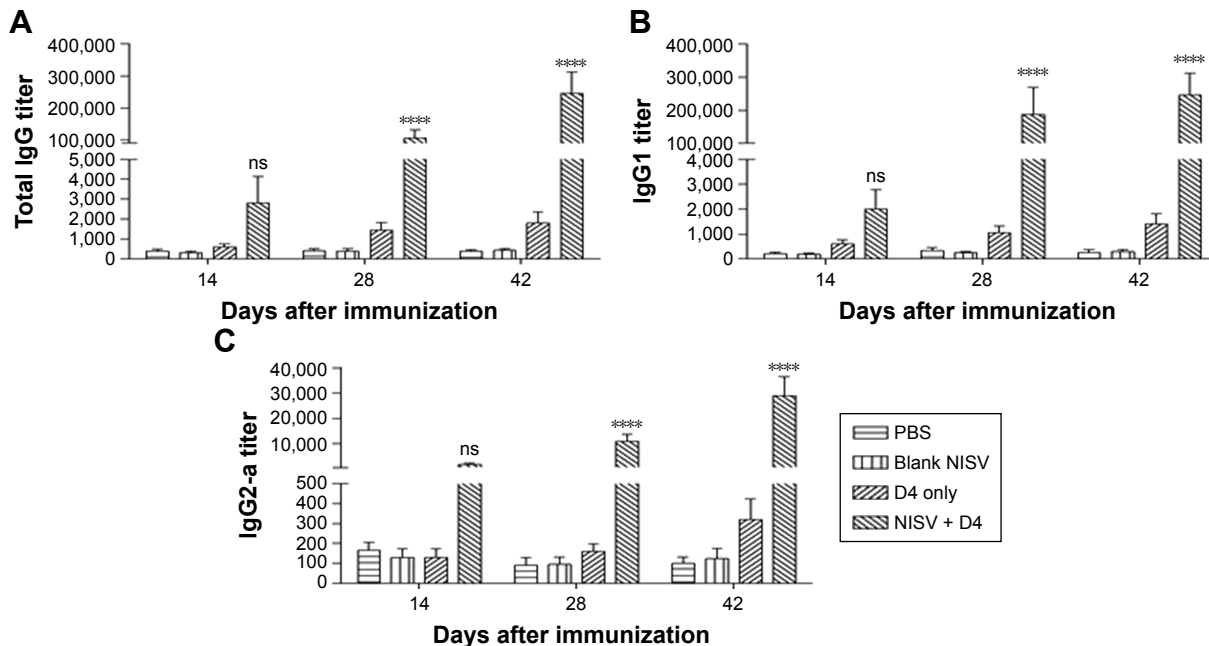 A
Total IgG titer
400,000
300,000
200,000
100,000
5,000
4,000
3,000
2,000
1,000
0
ns
****
****
14 28 42
Days after immunization
B
IgG1 titer
400,000
300,000
200,000
100,000
4,000
3,000
2,000
1,000
0
ns
****
****
14 28 42
Days after immunization
C
IgG2-a titer
40,000
30,000
20,000
10,000
500
400
300
200
100
0
ns
****
****
14 28 42
Days after immunization
PBS
Blank NISV
D4 only
NISV + D4